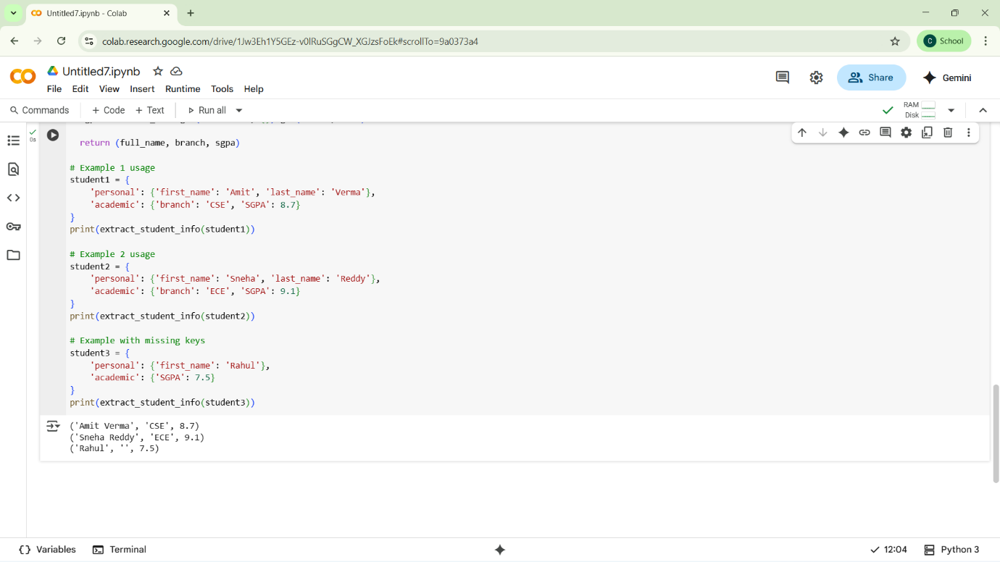 Untitled7.ipynb - Colab
colab.research.google.com/drive/1Jw3Eh1Y5GEz-v0lRuSGgCW_XGJzsFoEk#scrollTo=9a0373a4
C School
Untitled7.ipynb
File Edit View Insert Runtime Tools Help
Share
Gemini
Commands + Code + Text Run all
RAM
Disk
0s
return (full_name, branch, sgpa)
# Example 1 usage
student1 = {
'personal': {'first_name': 'Amit', 'last_name': 'Verma'},
'academic': {'branch': 'CSE', 'SGPA': 8.7}
}
print(extract_student_info(student1))
# Example 2 usage
student2 = {
'personal': {'first_name': 'Sneha', 'last_name': 'Reddy'},
'academic': {'branch': 'ECE', 'SGPA': 9.1}
}
print(extract_student_info(student2))
# Example with missing keys
student3 = {
'personal': {'first_name': 'Rahul'},
'academic': {'SGPA': 7.5}
}
print(extract_student_info(student3))
('Amit Verma', 'CSE', 8.7)
('Sneha Reddy', 'ECE', 9.1)
('Rahul', '', 7.5)
{} Variables Terminal
12:04 Python 3